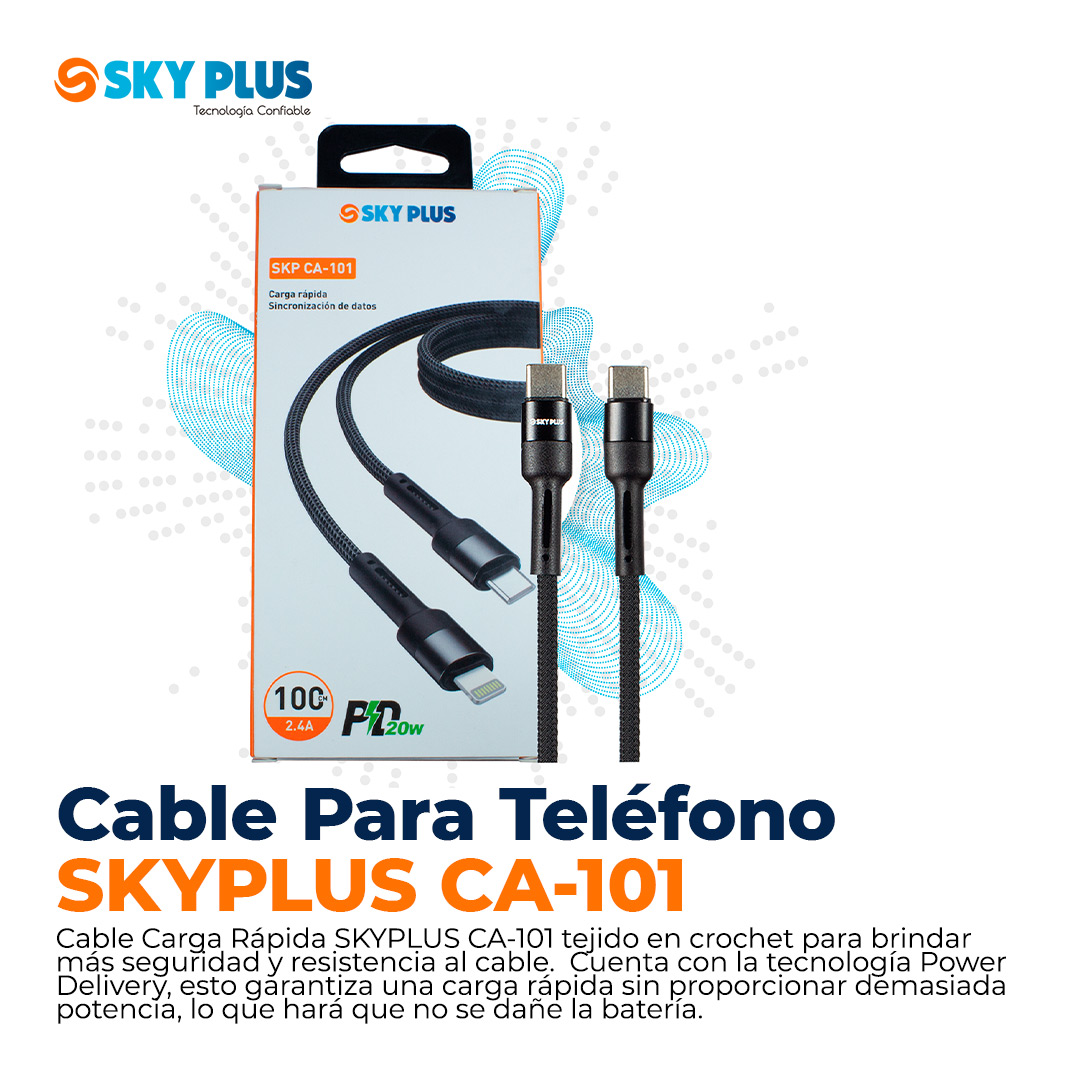 SKY PLUS
Tecnología Confiable
SKY PLUS
SKP CA-101
Carga rápida
Sincronización de datos
SKYPLUS
100CM
2.4A
PD 20W
Cable Para Teléfono
SKYPLUS CA-101
Cable Carga Rápida SKYPLUS CA-101 tejido en crochet para brindar
más seguridad y resistencia al cable.  Cuenta con la tecnología Power
Delivery, esto garantiza una carga rápida sin proporcionar demasiada
potencia, lo que hará que no se dañe la batería.